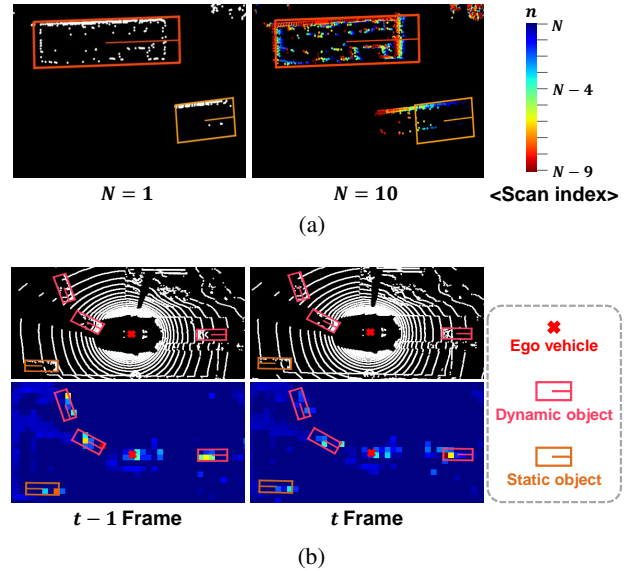 n
N
N − 4
N − 9
N = 1
N = 10
<Scan index>
(a)
Ego vehicle
Dynamic object
Static object
t − 1 Frame
t Frame
(b)